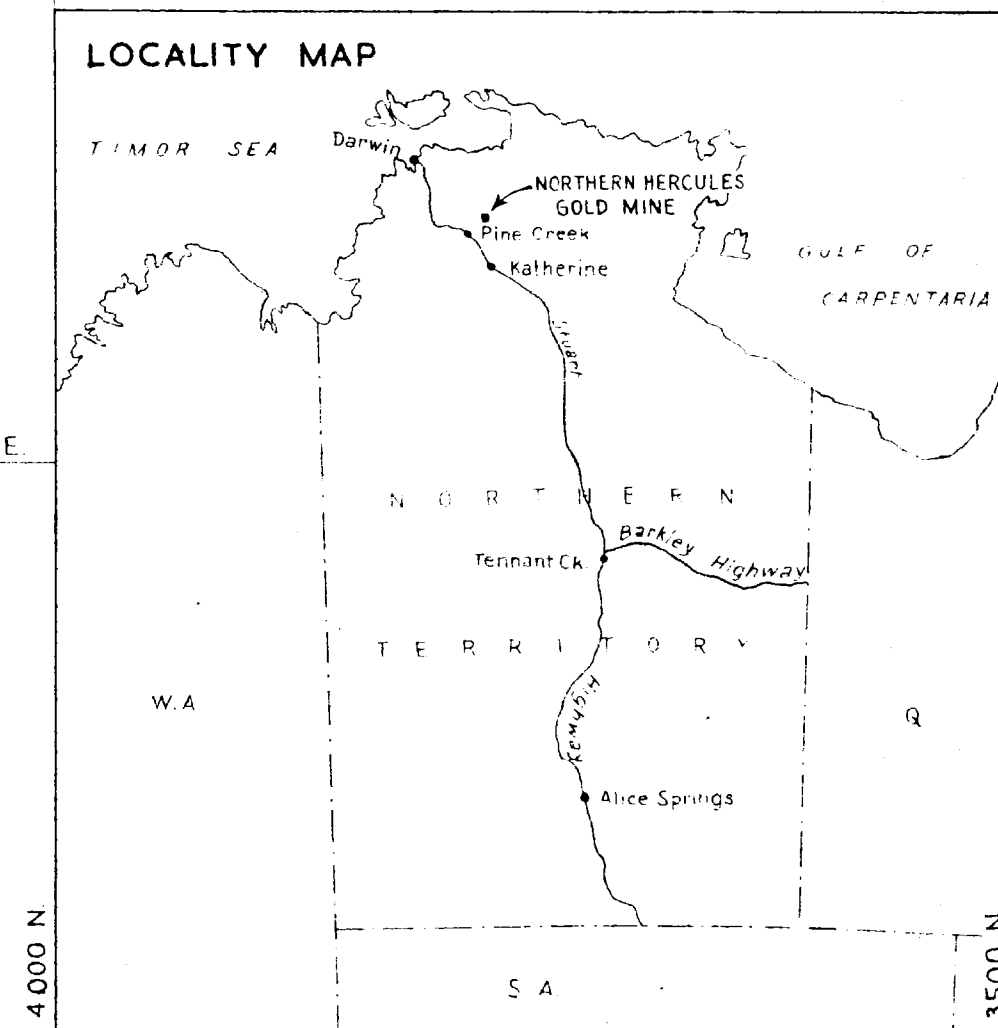 LOCALITY MAP
TIMOR SEA
Darwin
NORTHERN HERCULES
GOLD MINE
Pine Creek
Katherine
GULF OF
CARPENTARIA
Stuart
E.
NORTHERN
Barkley Highway
Tennant Ck.
TERRITORY
W.A
Highway
Q
Alice Springs
4000 N.
3500 N
S A.